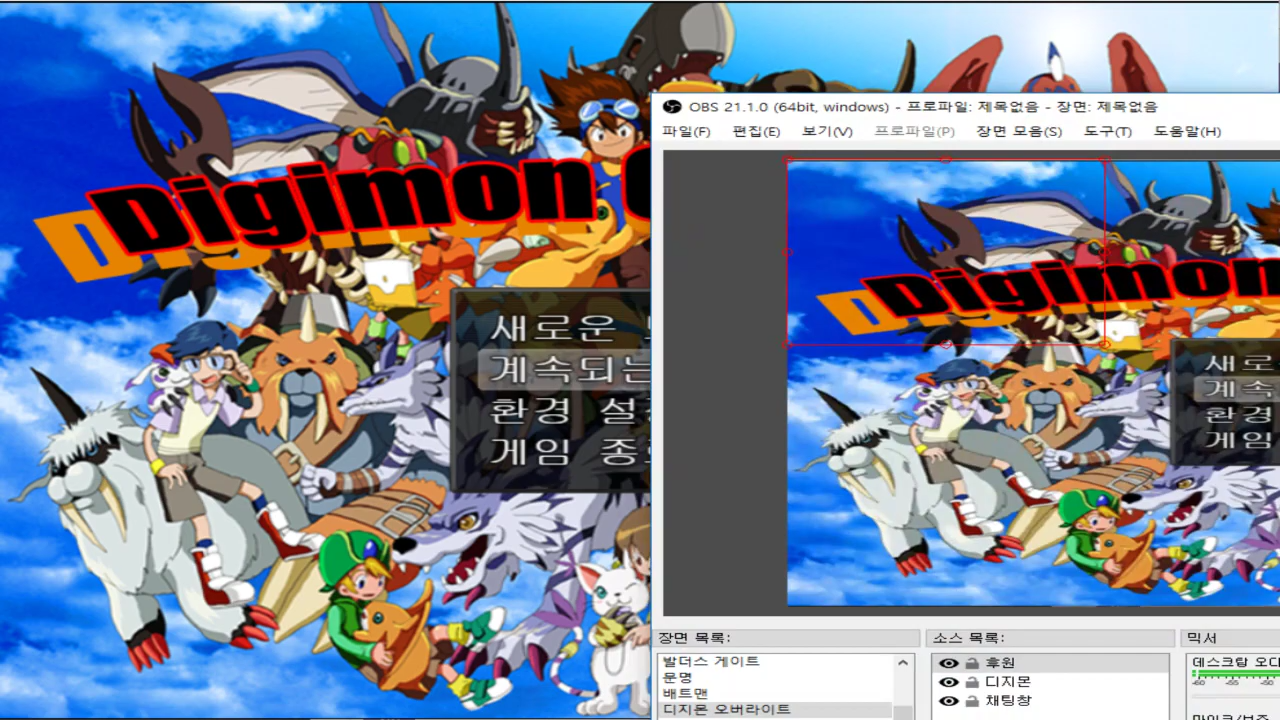 Digimon
새로운
계속되는
환경 설정
게임 종료
OBS 21.1.0 (64bit, windows) - 프로파일: 제목없음 - 장면: 제목없음
파일(F) 편집(E) 보기(V) 프로파일(P) 장면 모음(S) 도구(T) 도움말(H)
Digimon
새로
계속
환경
게임
장면 목록:
발더스 게이트
문명
배트맨
디지몬 오버라이트
소스 목록:
후원
디지몬
채팅창
믹서
데스크탑 오디
-60 -55 -50